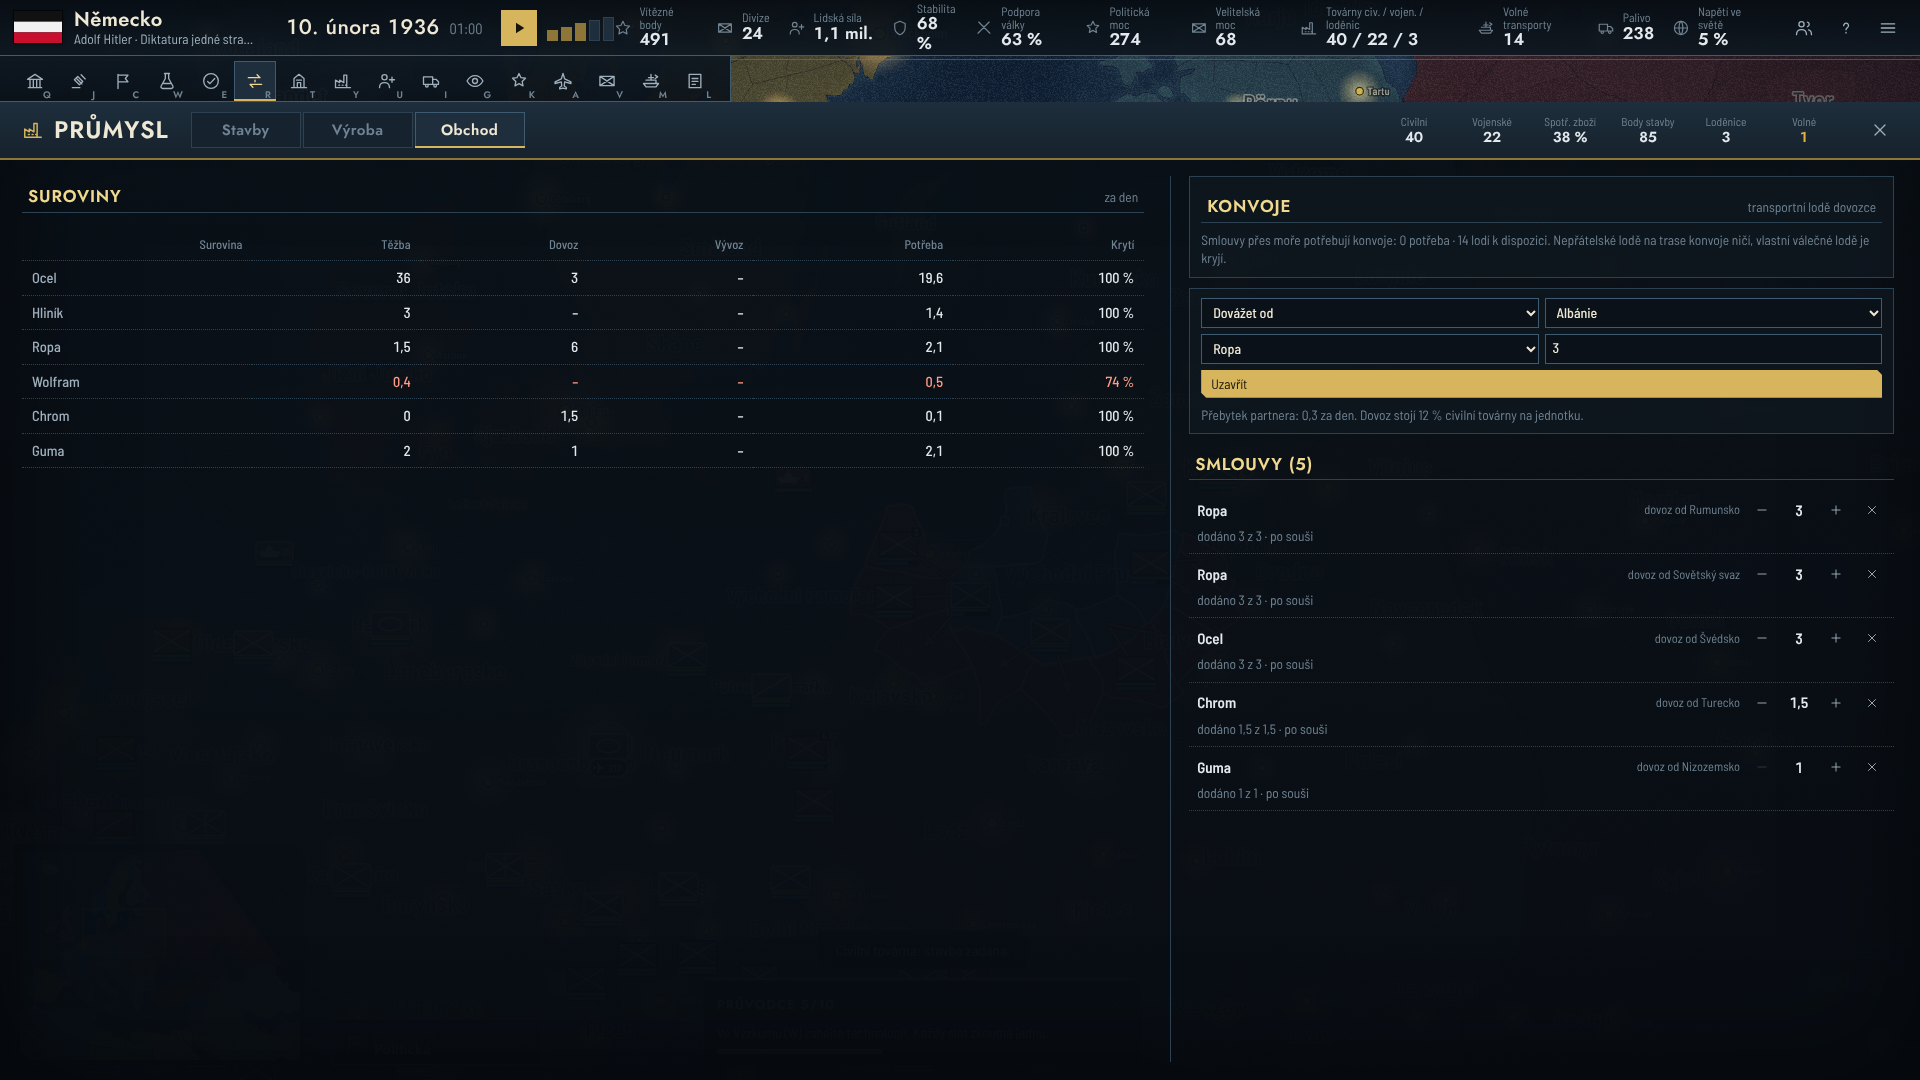 Německo
Adolf Hitler · Diktatura jedné stra...
10. února 1936 01:00
Vítězné body 491
Divize 24
Lidská síla 1,1 mil.
Stabilita 68 %
Podpora války 63 %
Politická moc 274
Velitelská moc 68
Továrny civ. / vojen. / loděnic 40 / 22 / 3
Volné transporty 14
Palivo 238
Napětí ve světě 5 %
?
Q J C W E R T Y U I G K A V M L
Tartu
PRŮMYSL
Stavby Výroba Obchod
Civilní 40
Vojenské 22
Spotř. zboží 38 %
Body stavby 85
Loděnice 3
Volné 1
SUROVINY za den
Surovina Těžba Dovoz Vývoz Potřeba Krytí
Ocel 36 3 – 19,6 100 %
Hliník 3 – – 1,4 100 %
Ropa 1,5 6 – 2,1 100 %
Wolfram 0,4 – – 0,5 74 %
Chrom 0 1,5 – 0,1 100 %
Guma 2 1 – 2,1 100 %
KONVOJE transportní lodě dovozce
Smlouvy přes moře potřebují konvoje: 0 potřeba · 14 lodí k dispozici. Nepřátelské lodě na trase konvoje ničí, vlastní válečné lodě je
kryjí.
Dovážet od Albánie
Ropa 3
Uzavřít
Přebytek partnera: 0,3 za den. Dovoz stojí 12 % civilní továrny na jednotku.
SMLOUVY (5)
Ropa dovoz od Rumunsko − 3 + ×
dodáno 3 z 3 · po souši
Ropa dovoz od Sovětský svaz − 3 + ×
dodáno 3 z 3 · po souši
Ocel dovoz od Švédsko − 3 + ×
dodáno 3 z 3 · po souši
Chrom dovoz od Turecko − 1,5 + ×
dodáno 1,5 z 1,5 · po souši
Guma dovoz od Nizozemsko − 1 + ×
dodáno 1 z 1 · po souši